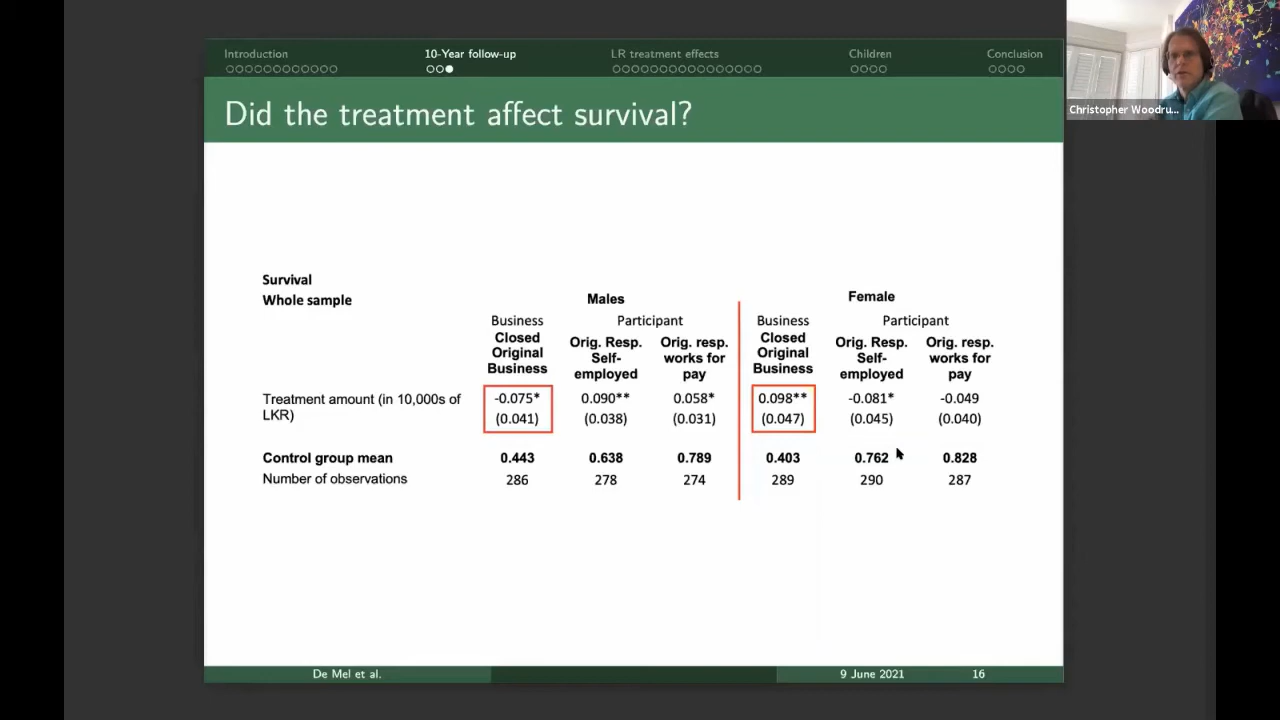 Introduction 10-Year follow-up LR treatment effects Children Conclusion
Christopher Woodru...
Did the treatment affect survival?
Survival
Whole sample
Males Female
Business Participant Business Participant
Closed Original Business Orig. Resp. Self-employed Orig. resp. works for pay Closed Original Business Orig. Resp. Self-employed Orig. resp. works for pay
Treatment amount (in 10,000s of LKR) -0.075* 0.090** 0.058* 0.098** -0.081* -0.049
(0.041) (0.038) (0.031) (0.047) (0.045) (0.040)
Control group mean 0.443 0.638 0.789 0.403 0.762 0.828
Number of observations 286 278 274 289 290 287
De Mel et al. 9 June 2021 16